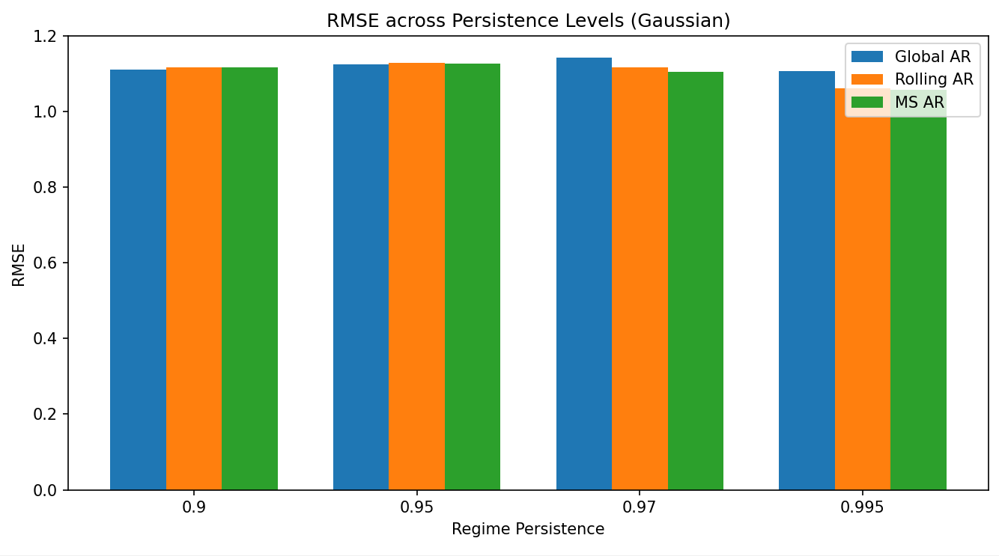 RMSE across Persistence Levels (Gaussian)
1.2
1.0
0.8
0.6
0.4
0.2
0.0
RMSE
Global AR
Rolling AR
MS AR
0.9
0.95
0.97
0.995
Regime Persistence